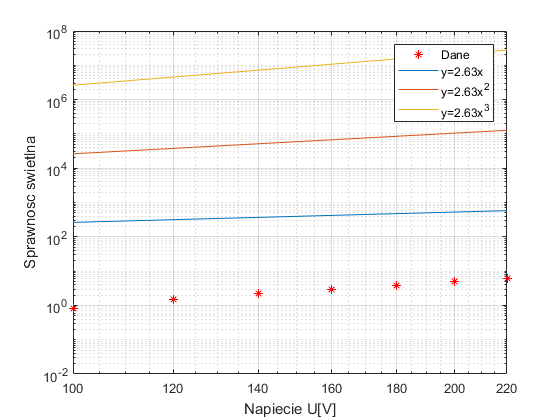 10^8
10^6
10^4
10^2
10^0
10^-2
Sprawnosc swietlna
Dane
y=2.63x
y=2.63x^2
y=2.63x^3
100 120 140 160 180 200 220
Napiecie U[V]